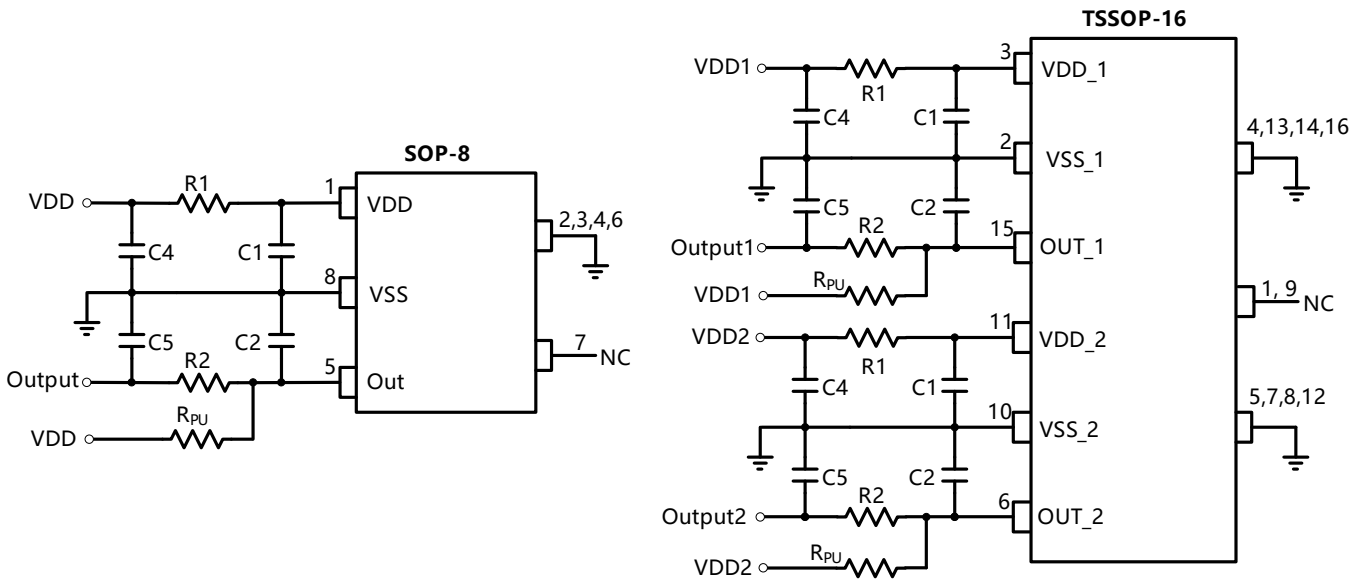 SOP-8
VDD
R1
1
VDD
C4
C1
2,3,4,6
8
VSS
C5
C2
7
NC
Output
R2
5
Out
VDD
RPU
TSSOP-16
VDD1
R1
3
VDD_1
C4
C1
4,13,14,16
2
VSS_1
C5
C2
Output1
R2
15
OUT_1
VDD1
RPU
1, 9
NC
VDD2
R1
11
VDD_2
C4
C1
5,7,8,12
10
VSS_2
C5
C2
Output2
R2
6
OUT_2
VDD2
RPU